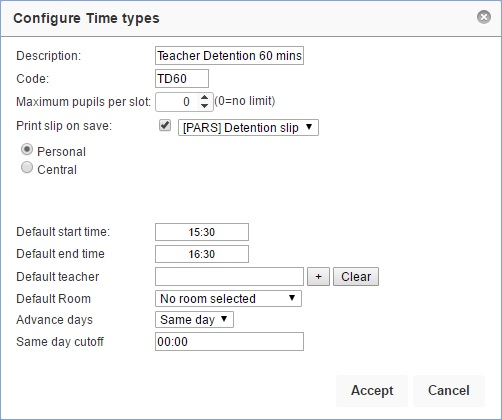 Configure Time types
Description: Teacher Detention 60 mins
Code: TD60
Maximum pupils per slot: 0 (0=no limit)
Print slip on save: [PARS] Detention slip
Personal
Central
Default start time: 15:30
Default end time 16:30
Default teacher + Clear
Default Room No room selected
Advance days Same day
Same day cutoff 00:00
Accept Cancel